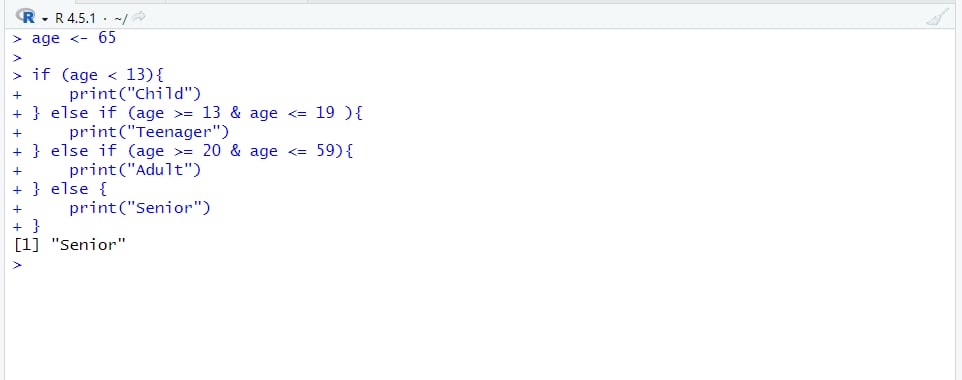 R 4.5.1 · ~/
> age <- 65
>
> if (age < 13){
+     print("Child")
+ } else if (age >= 13 & age <= 19 ){
+     print("Teenager")
+ } else if (age >= 20 & age <= 59){
+     print("Adult")
+ } else {
+     print("Senior")
+ }
[1] "Senior"
>